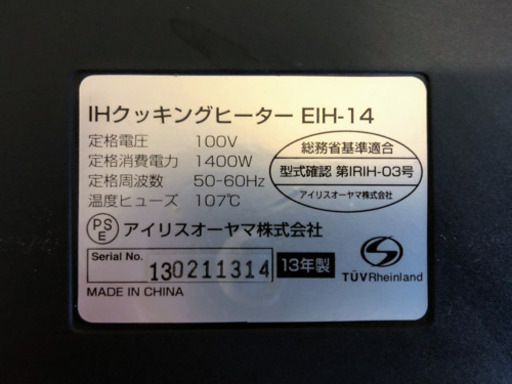 IHクッキングヒーター EIH-14
定格電圧 100V
定格消費電力 1400W
定格周波数 50-60Hz
温度ヒューズ 107℃
総務省基準適合
型式確認 第IRIH-03号
アイリスオーヤマ株式会社
PS
E
アイリスオーヤマ株式会社
Serial No.
130211314
13年製
TÜVRheinland
MADE IN CHINA